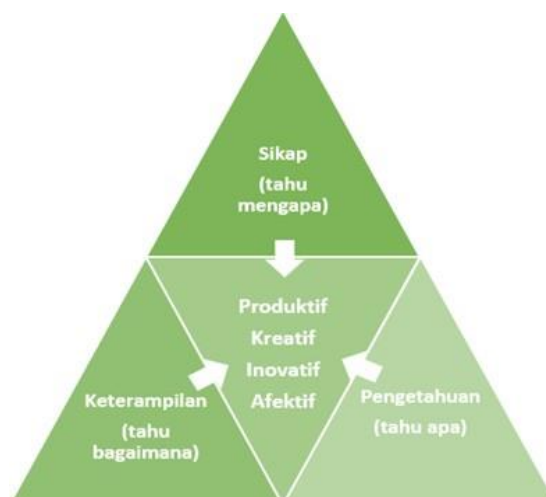 Sikap
(tahu
mengapa)
Produktif
Kreatif
Inovatif
Afektif
Keterampilan
(tahu
bagaimana)
Pengetahuan
(tahu apa)